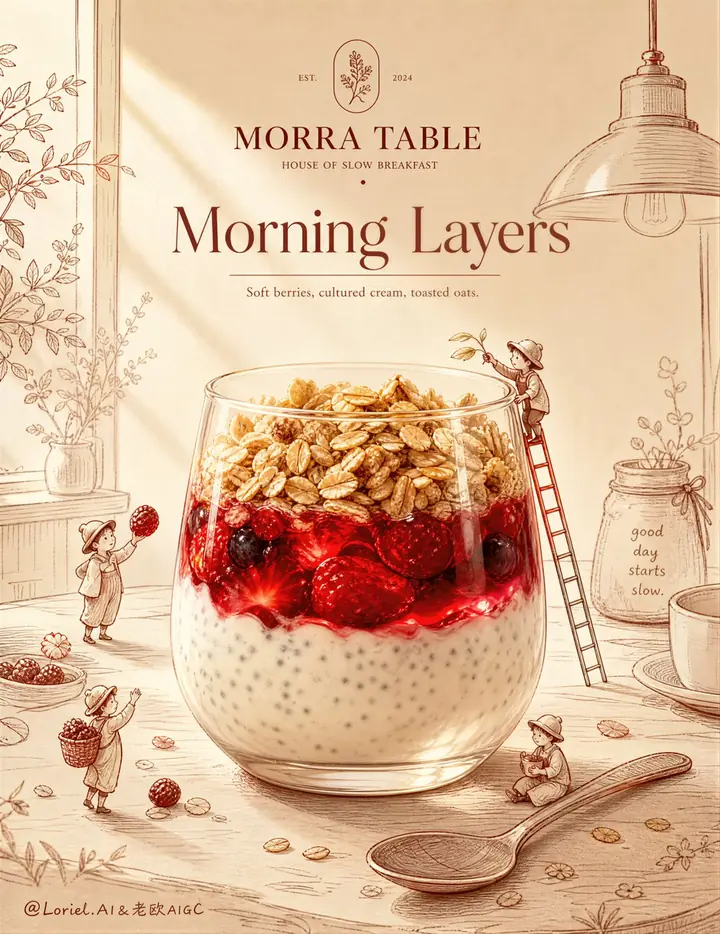 EST. 2024
MORRA TABLE
HOUSE OF SLOW BREAKFAST
Morning Layers
Soft berries, cultured cream, toasted oats.
good
day
starts
slow.
@Loriel.AI & 老欧AIGC